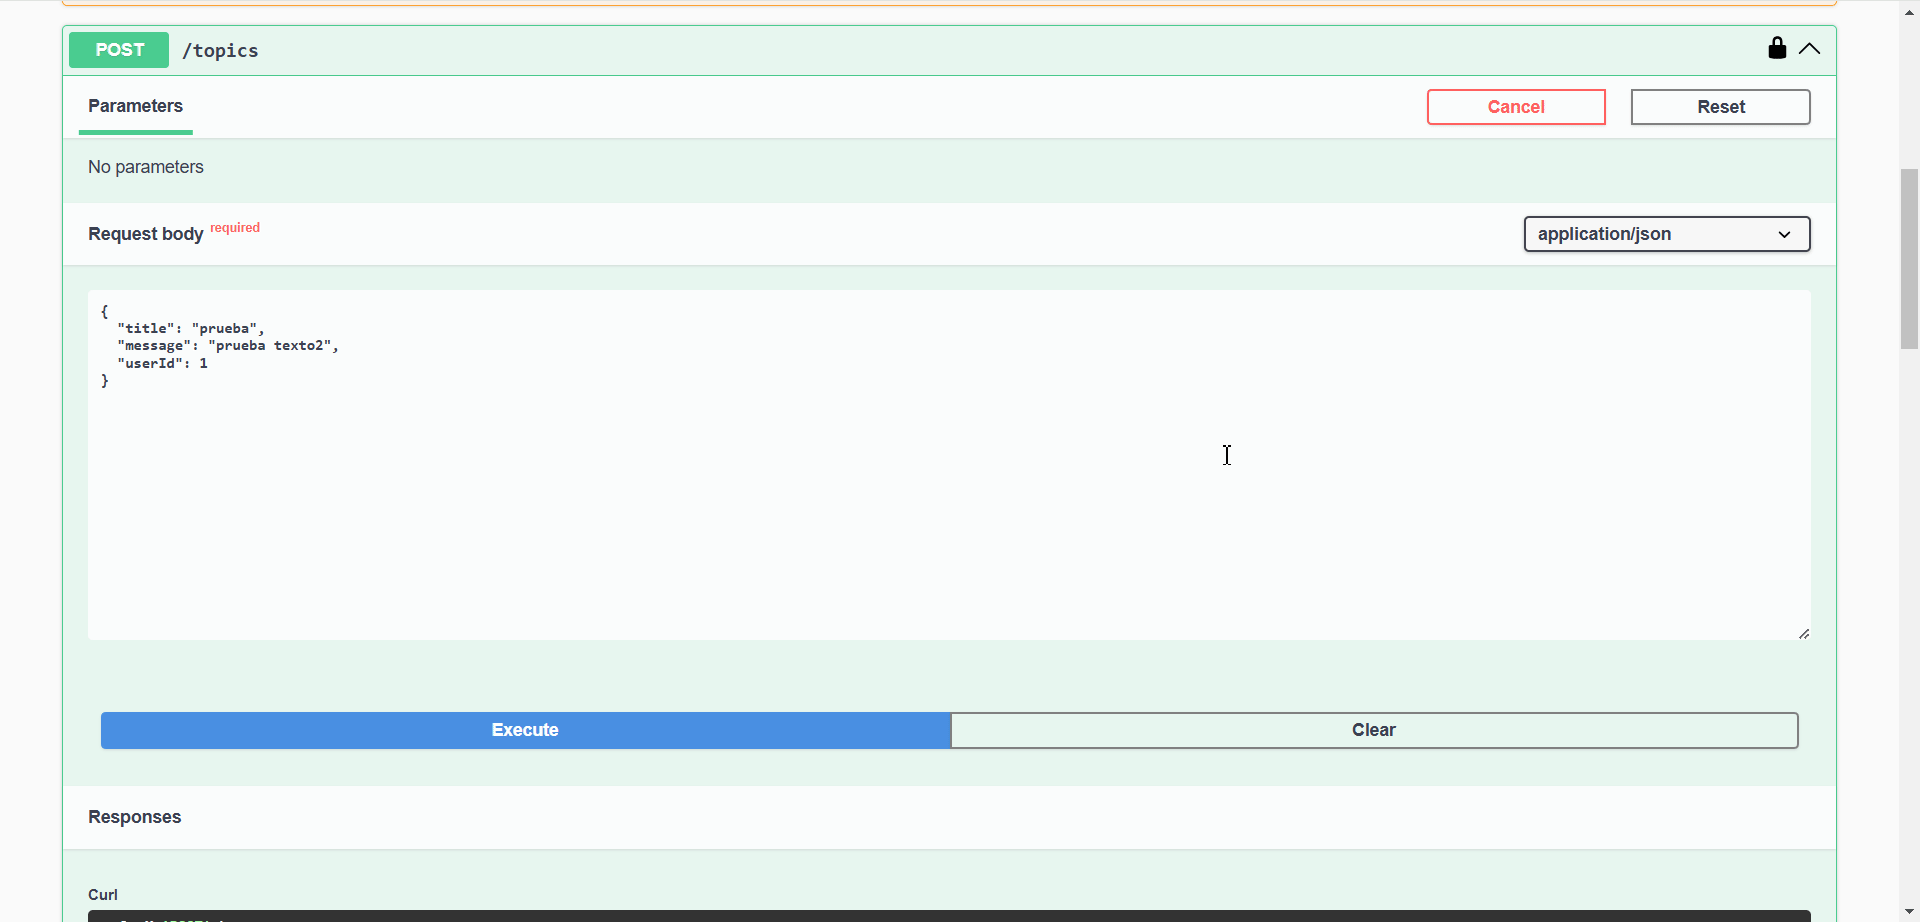 POST /topics
Parameters
Cancel
Reset
No parameters
Request body required
application/json
{
  "title": "prueba",
  "message": "prueba texto2",
  "userId": 1
}
Execute
Clear
Responses
Curl